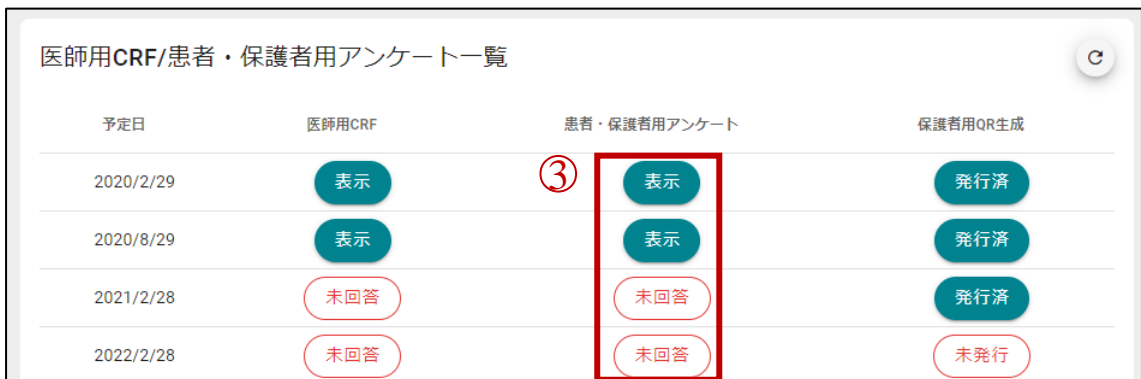 医師用CRF/患者・保護者用アンケート一覧
予定日 医師用CRF 患者・保護者用アンケート 保護者用QR生成
2020/2/29 表示 ③ 表示 発行済
2020/8/29 表示 表示 発行済
2021/2/28 未回答 未回答 発行済
2022/2/28 未回答 未回答 未発行